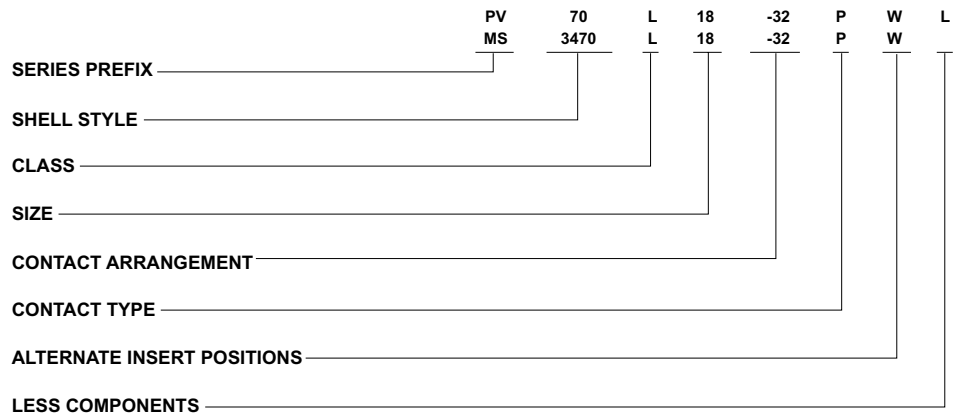 PV 70 L 18 -32 P W L
MS 3470 L 18 -32 P W
SERIES PREFIX
SHELL STYLE
CLASS
SIZE
CONTACT ARRANGEMENT
CONTACT TYPE
ALTERNATE INSERT POSITIONS
LESS COMPONENTS